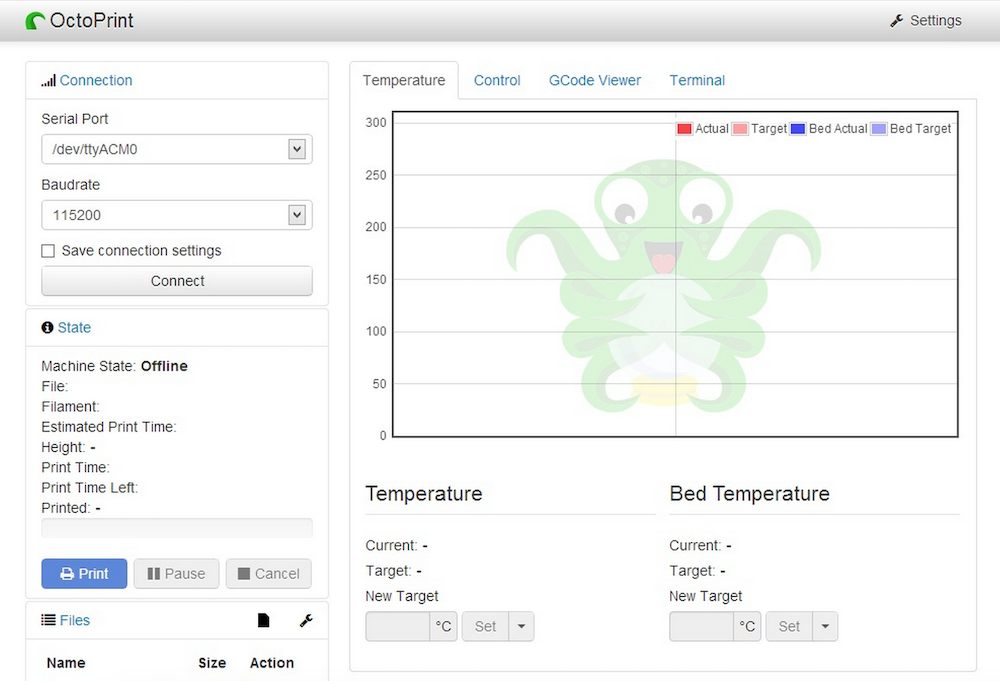 OctoPrint
Settings
Connection
Serial Port
/dev/ttyACM0
Baudrate
115200
Save connection settings
Connect
State
Machine State: Offline
File:
Filament:
Estimated Print Time:
Height: -
Print Time:
Print Time Left:
Printed: -
Print Pause Cancel
Files
Name Size Action
Temperature Control GCode Viewer Terminal
Actual Target Bed Actual Bed Target
300
250
200
150
100
50
0
Temperature
Current: -
Target: -
New Target
°C Set
Bed Temperature
Current: -
Target: -
New Target
°C Set